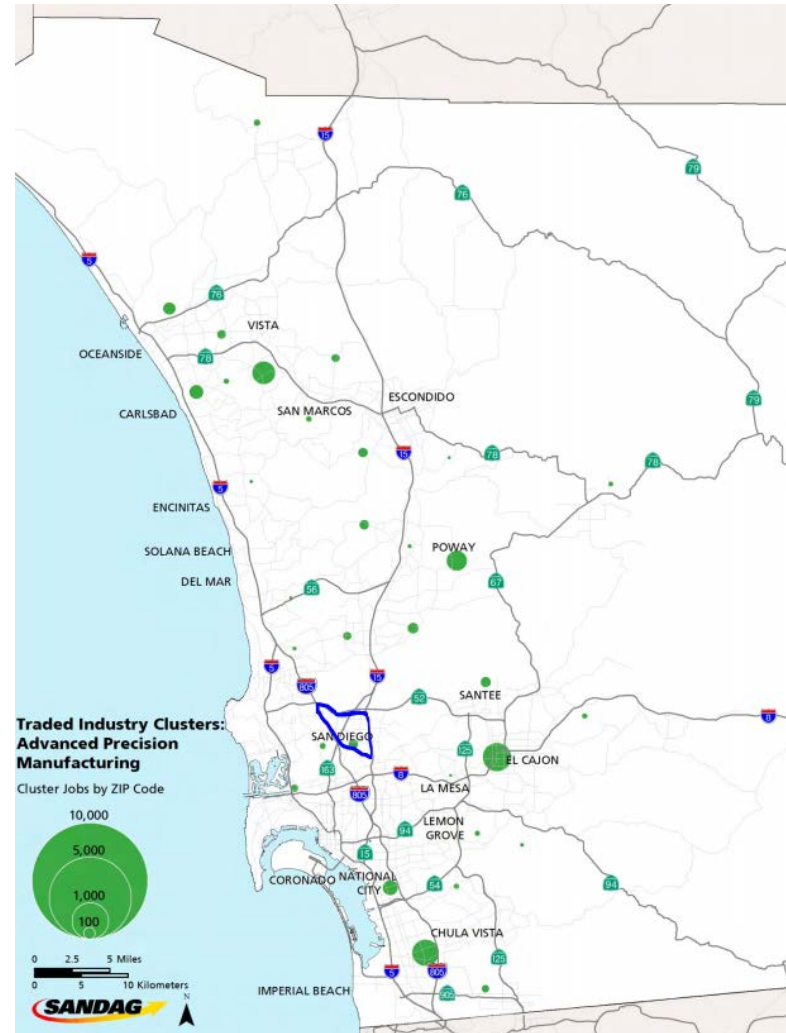 15
79
76
5
76
VISTA
OCEANSIDE
78
79
CARLSBAD
SAN MARCOS
ESCONDIDO
15
78
78
5
ENCINITAS
SOLANA BEACH
POWAY
DEL MAR
56
67
5
15
805
52
SANTEE
8
Traded Industry Clusters:
Advanced Precision
Manufacturing
SAN DIEGO
125
EL CAJON
163
8
Cluster Jobs by ZIP Code
LA MESA
805
10,000
5,000
1,000
100
94
LEMON
GROVE
15
CORONADO
NATIONAL
CITY
54
94
CHULA VISTA
0 2.5 5 Miles
0 5 10 Kilometers
125
5
805
IMPERIAL BEACH
905
SANDAG
N